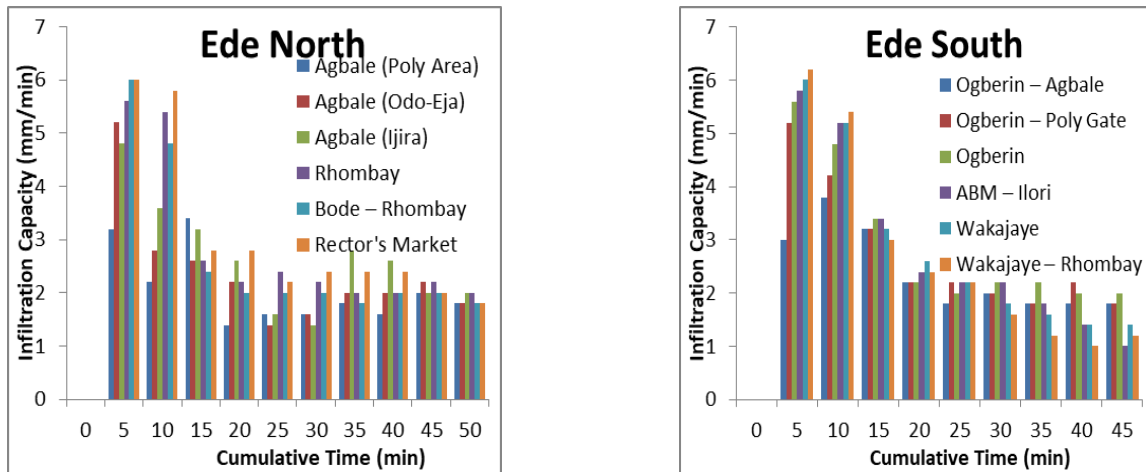 Ede North
7
6
5
4
3
2
1
0
Infiltration Capacity (mm/min)
Agbale (Poly Area)
Agbale (Odo-Eja)
Agbale (Ijira)
Rhombay
Bode – Rhombay
Rector's Market
0 5 10 15 20 25 30 35 40 45 50
Cumulative Time (min)
Ede South
7
6
5
4
3
2
1
0
Infiltration Capacity (mm/min)
Ogberin – Agbale
Ogberin – Poly Gate
Ogberin
ABM – Ilori
Wakajaye
Wakajaye – Rhombay
0 5 10 15 20 25 30 35 40 45
Cumulative Time (min)